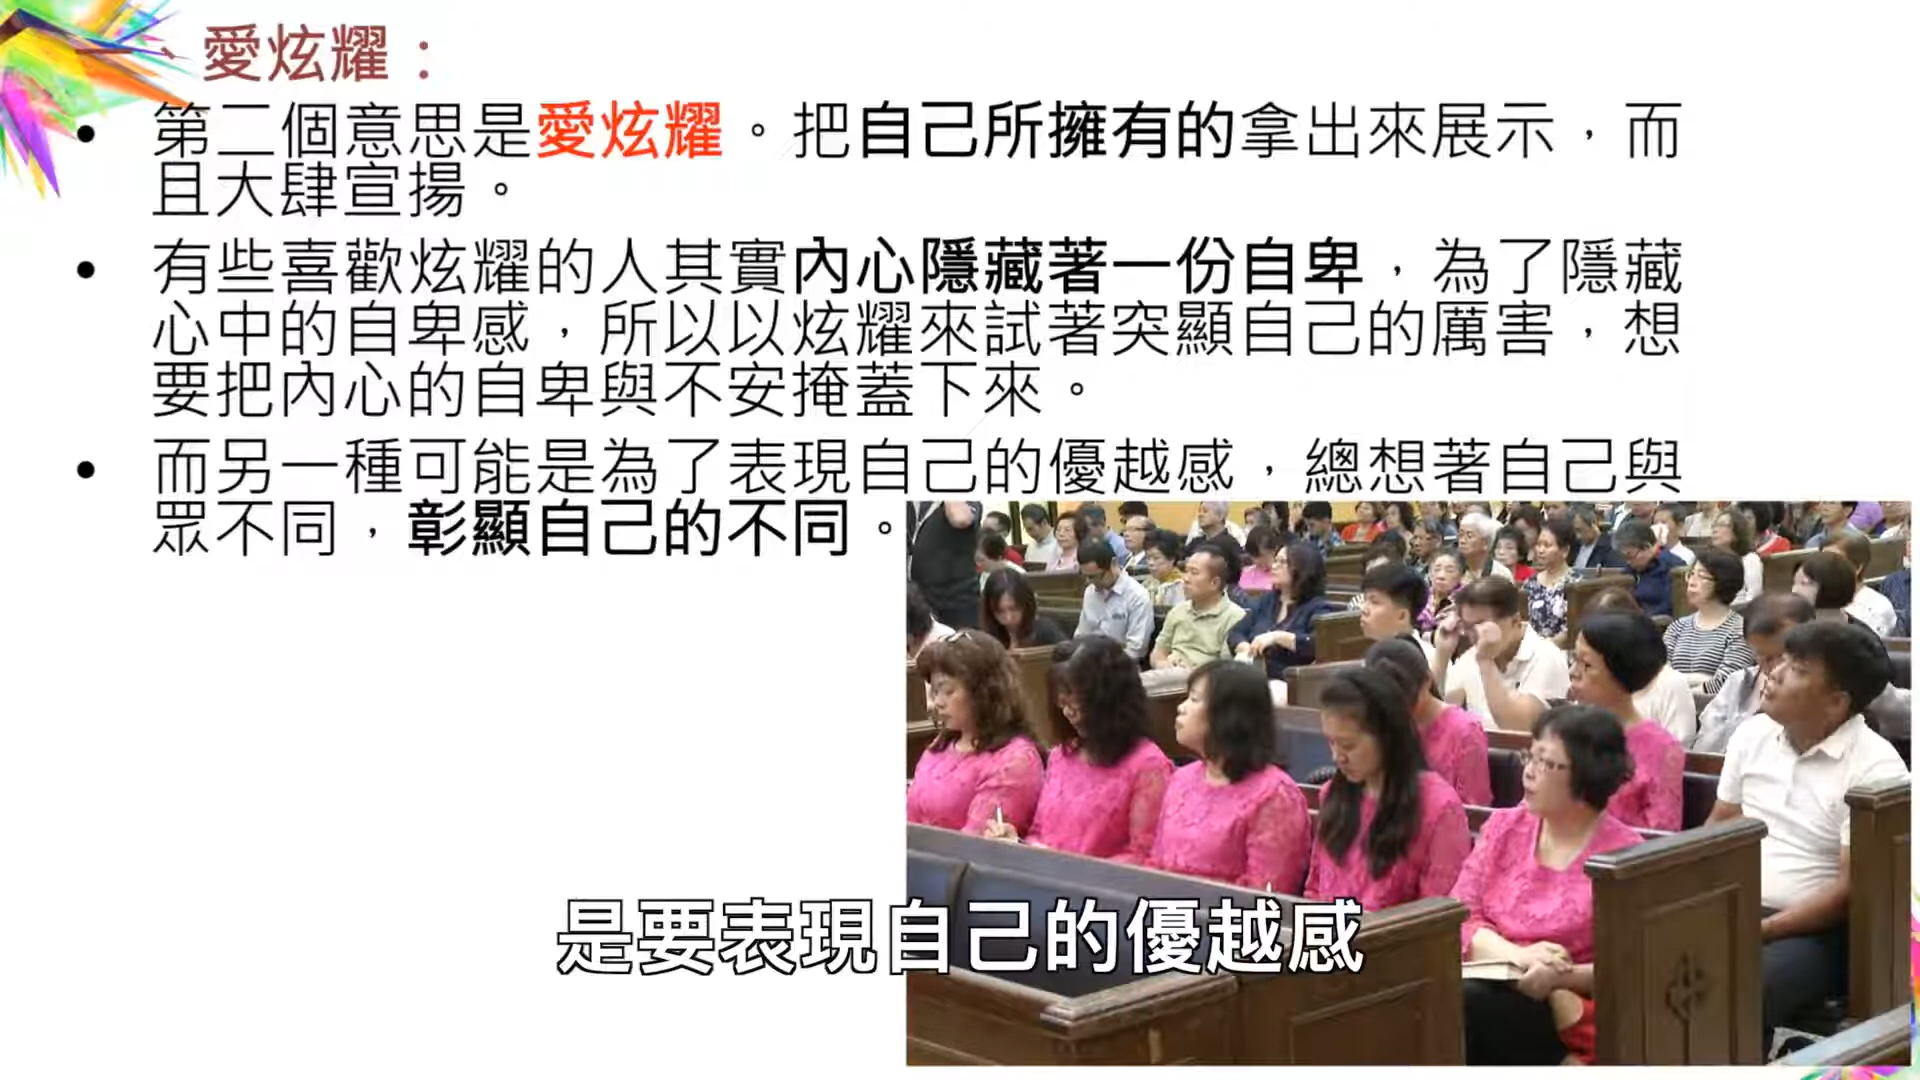 、愛炫耀：
第二個意思是愛炫耀。把自己所擁有的拿出來展示，而
且大肆宣揚。
有些喜歡炫耀的人其實內心隱藏著一份自卑，為了隱藏
心中的自卑感，所以以炫耀來試著突顯自己的厲害，想
要把內心的自卑與不安掩蓋下來。
而另一種可能是為了表現自己的優越感，總想著自己與
眾不同，彰顯自己的不同。
是要表現自己的優越感